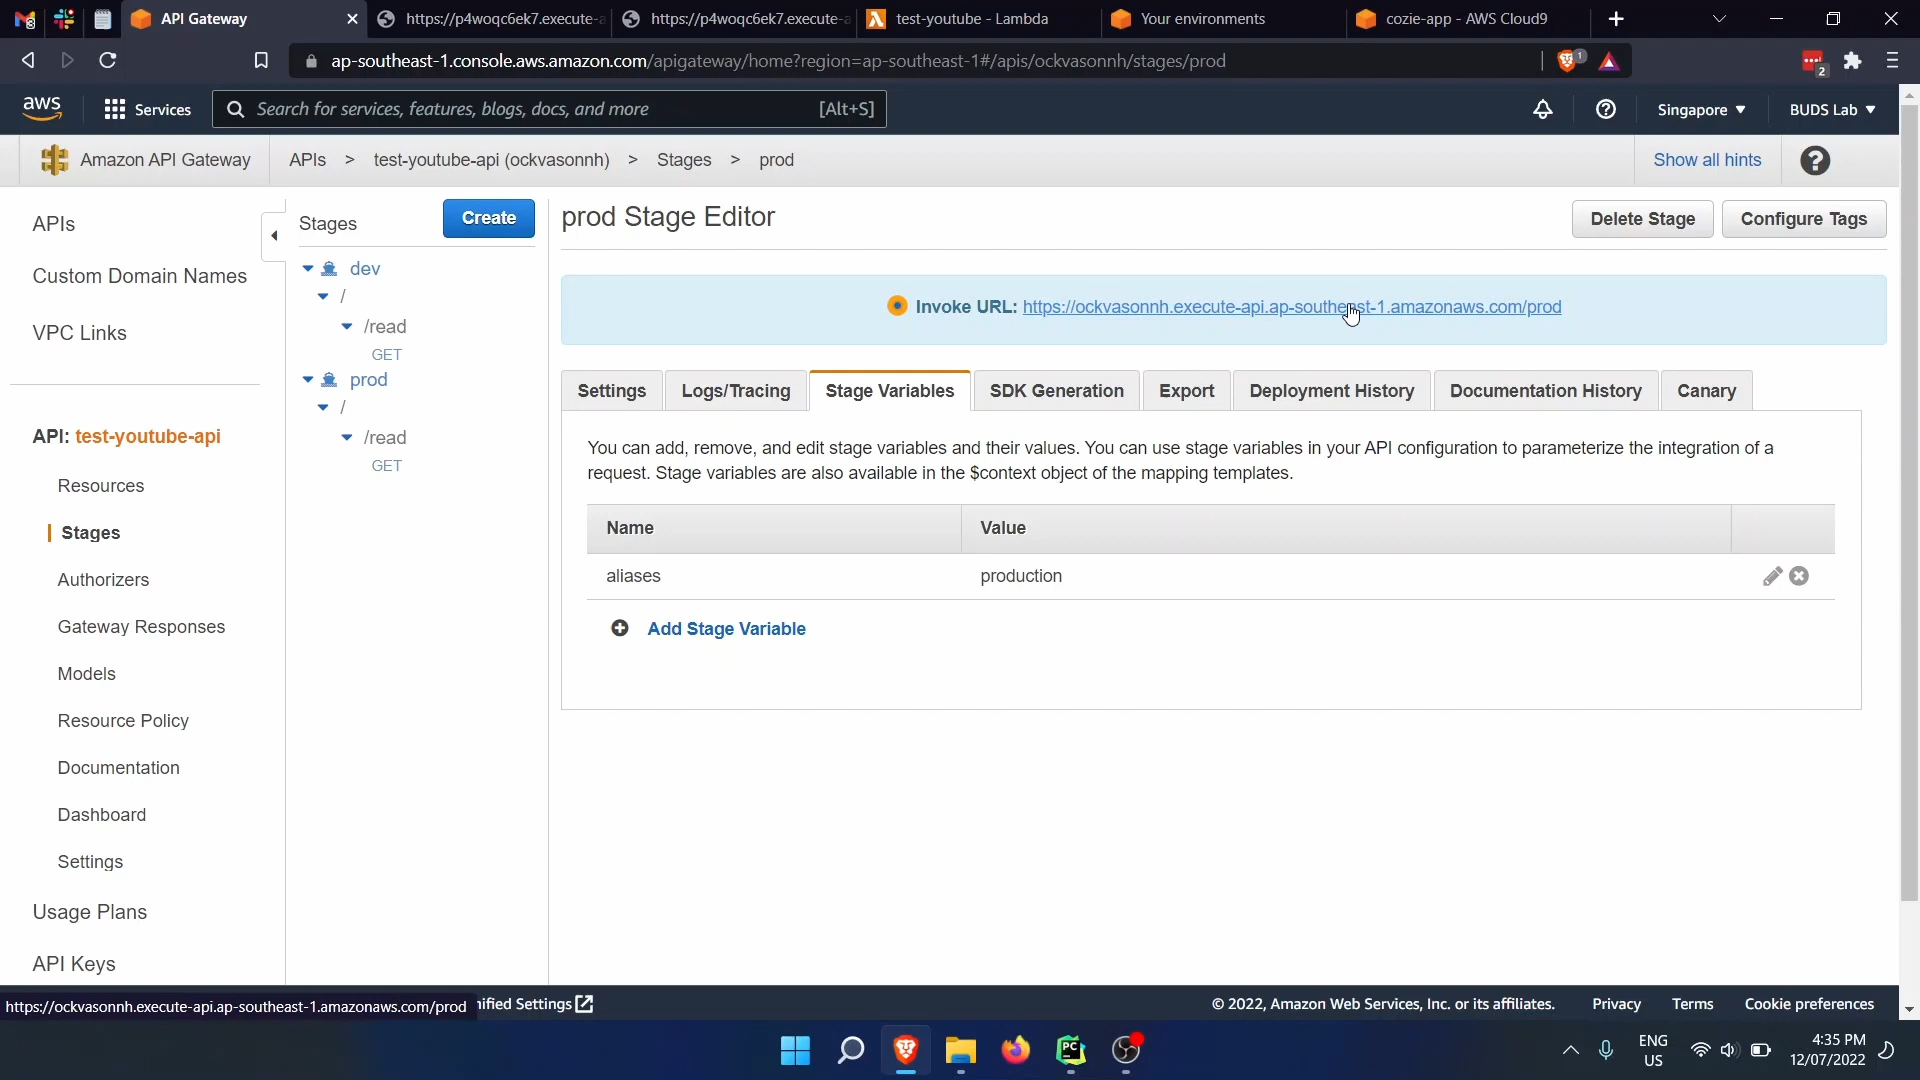 API Gateway
https://p4woqc6ek7.execute-a
https://p4woqc6ek7.execute-a
test-youtube - Lambda
Your environments
cozie-app - AWS Cloud9
ap-southeast-1.console.aws.amazon.com/apigateway/home?region=ap-southeast-1#/apis/ockvasonnh/stages/prod
1
2
aws
Services
Search for services, features, blogs, docs, and more
[Alt+S]
Singapore
BUDS Lab
Amazon API Gateway
APIs > test-youtube-api (ockvasonnh) > Stages > prod
Show all hints
APIs
Custom Domain Names
VPC Links
API: test-youtube-api
Resources
Stages
Authorizers
Gateway Responses
Models
Resource Policy
Documentation
Dashboard
Settings
Usage Plans
API Keys
Stages
Create
dev
/
/read
GET
prod
/
/read
GET
prod Stage Editor
Delete Stage
Configure Tags
Invoke URL: https://ockvasonnh.execute-api.ap-southeast-1.amazonaws.com/prod
Settings
Logs/Tracing
Stage Variables
SDK Generation
Export
Deployment History
Documentation History
Canary
You can add, remove, and edit stage variables and their values. You can use stage variables in your API configuration to parameterize the integration of a
request. Stage variables are also available in the $context object of the mapping templates.
Name
Value
aliases
production
Add Stage Variable
https://ockvasonnh.execute-api.ap-southeast-1.amazonaws.com/prod
nified Settings
© 2022, Amazon Web Services, Inc. or its affiliates.
Privacy
Terms
Cookie preferences
PC
ENG
US
4:35 PM
12/07/2022